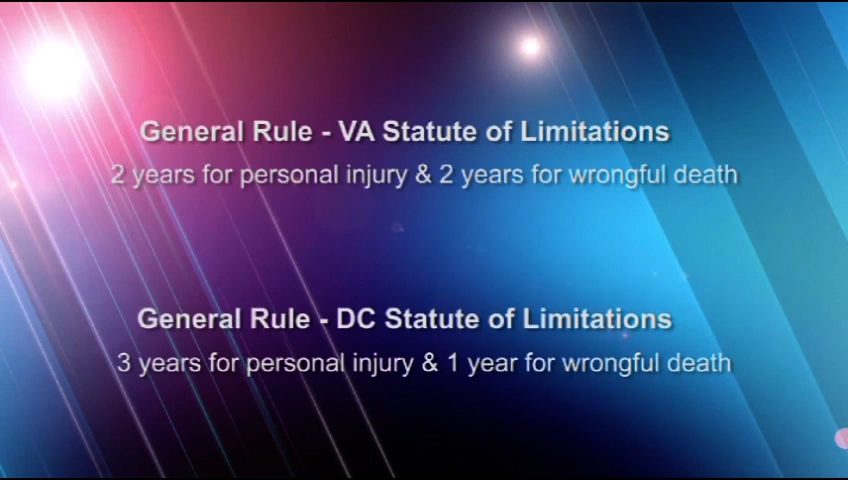 General Rule - VA Statute of Limitations
2 years for personal injury & 2 years for wrongful death
General Rule - DC Statute of Limitations
3 years for personal injury & 1 year for wrongful death